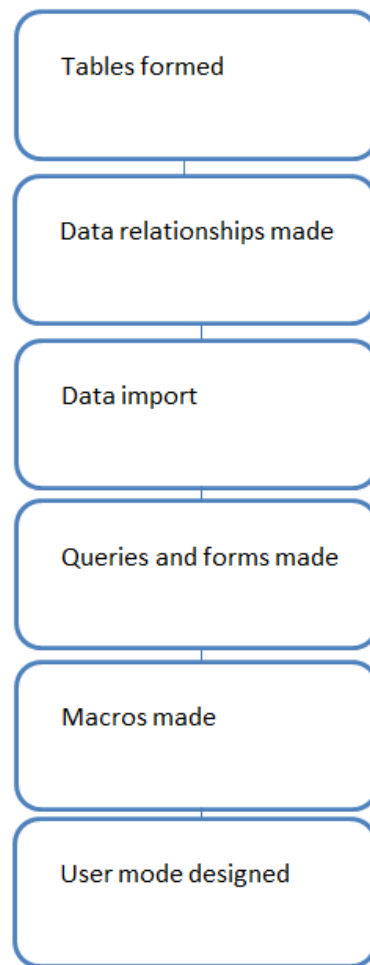 Tables formed
Data relationships made
Data import
Queries and forms made
Macros made
User mode designed